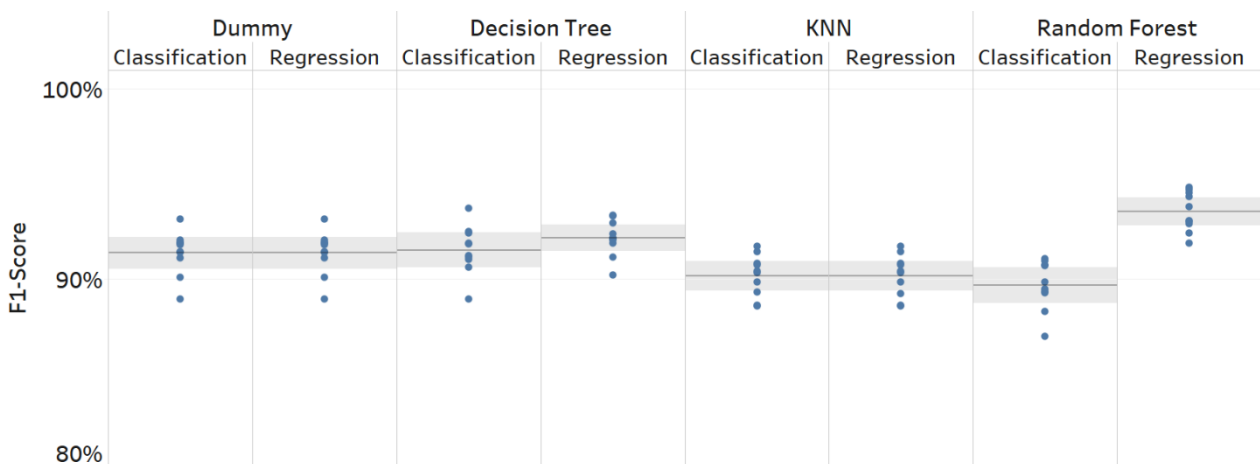 Dummy Decision Tree KNN Random Forest
Classification Regression Classification Regression Classification Regression Classification Regression
100%
90%
80%
F1-Score